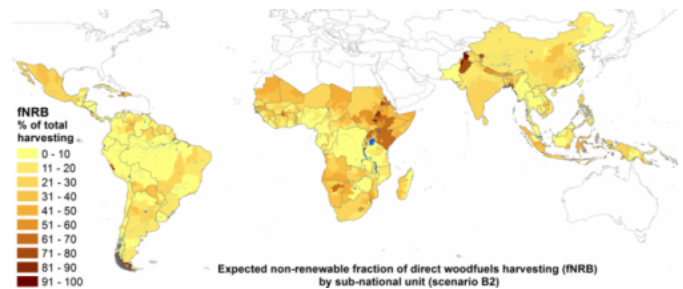 fNRB
% of total
harvesting
0 - 10
11 - 20
21 - 30
31 - 40
41 - 50
51 - 60
61 - 70
71 - 80
81 - 90
91 - 100
Expected non-renewable fraction of direct woodfuels harvesting (fNRB)
by sub-national unit (scenario B2)